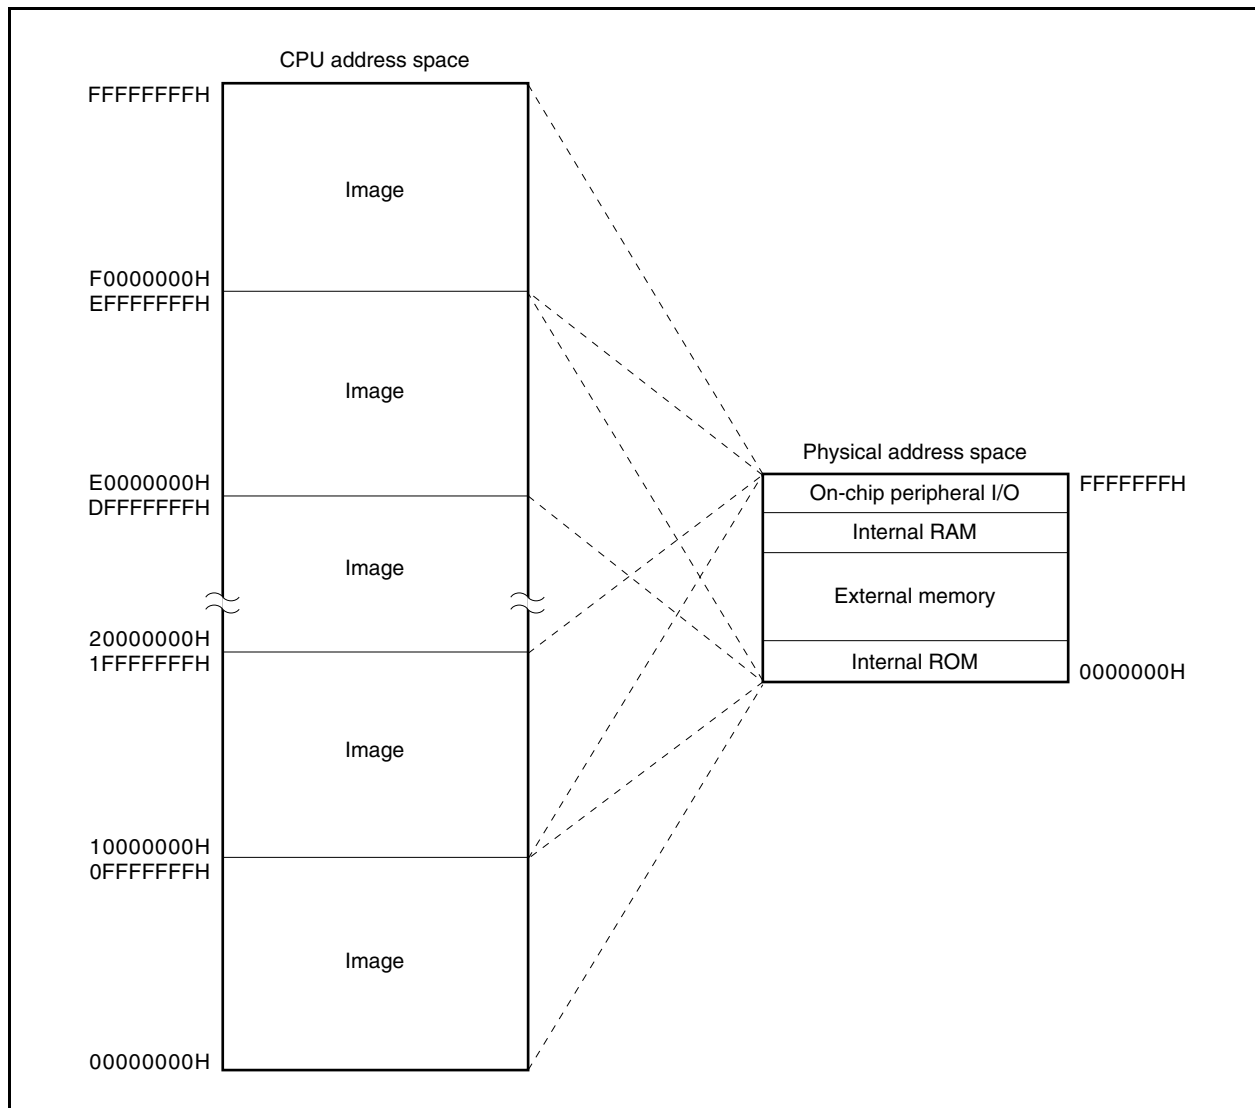 CPU address space
FFFFFFFFH
Image
F0000000H
EFFFFFFFH
Image
E0000000H
DFFFFFFFH
Image
20000000H
1FFFFFFFH
Image
10000000H
0FFFFFFFH
Image
00000000H
Physical address space
On-chip peripheral I/O
FFFFFFFH
Internal RAM
External memory
Internal ROM
0000000H